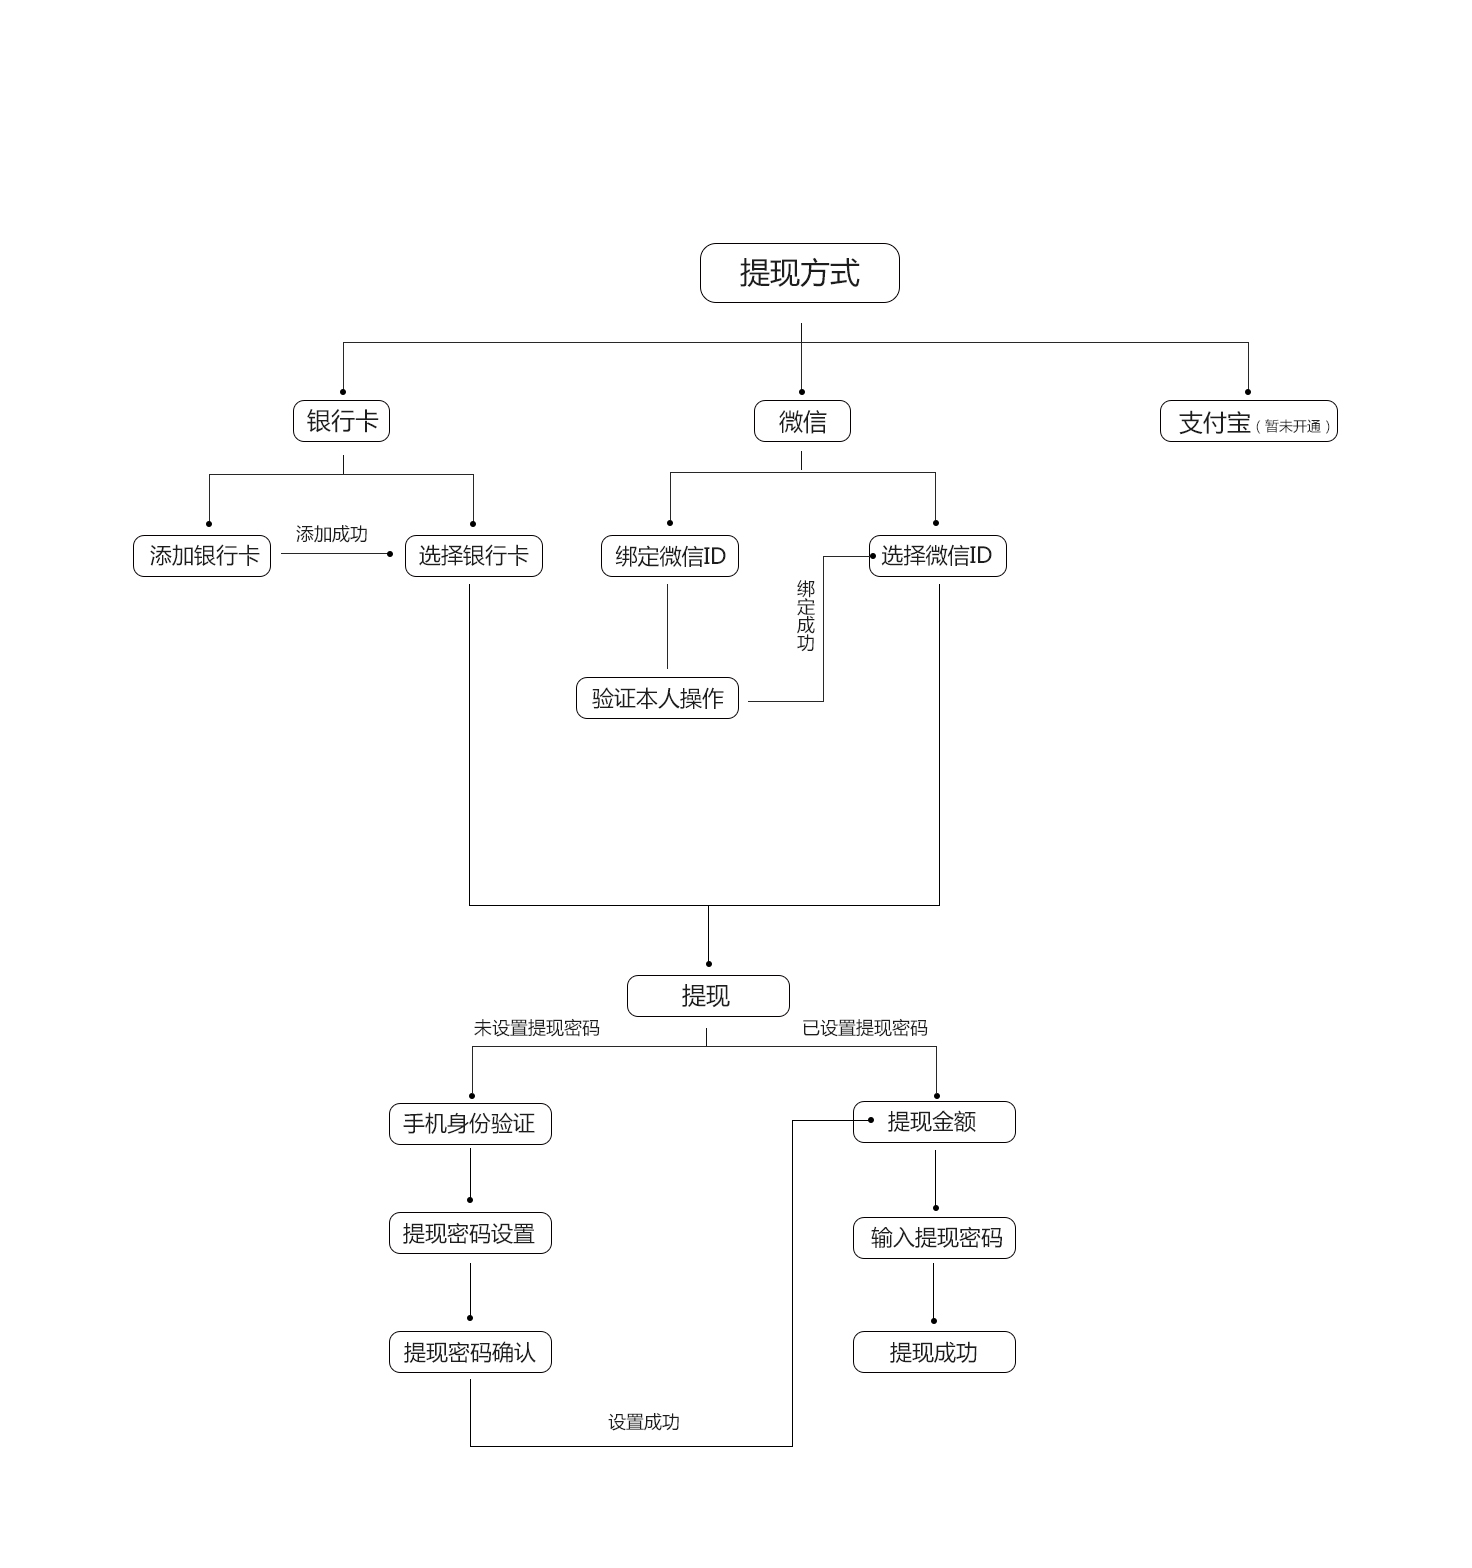 提现方式
银行卡
微信
支付宝(暂未开通)
添加成功
添加银行卡
选择银行卡
绑定微信ID
选择微信ID
绑定成功
验证本人操作
提现
未设置提现密码
已设置提现密码
手机身份验证
提现金额
提现密码设置
输入提现密码
提现密码确认
提现成功
设置成功